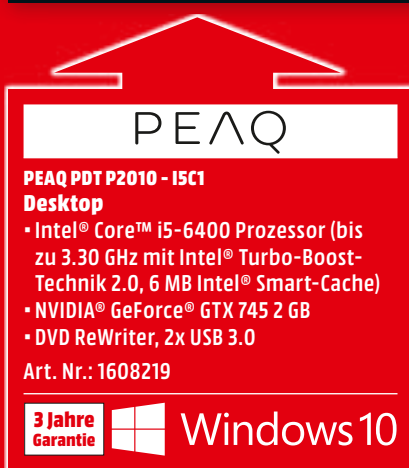 PEAQ
PEAQ PDT P2010 - I5C1
Desktop
▪ Intel® Core™ i5-6400 Prozessor (bis
zu 3.30 GHz mit Intel® Turbo-Boost-
Technik 2.0, 6 MB Intel® Smart-Cache)
▪ NVIDIA® GeForce® GTX 745 2 GB
▪ DVD ReWriter, 2x USB 3.0
Art. Nr.: 1608219
3 Jahre
Garantie
Windows 10